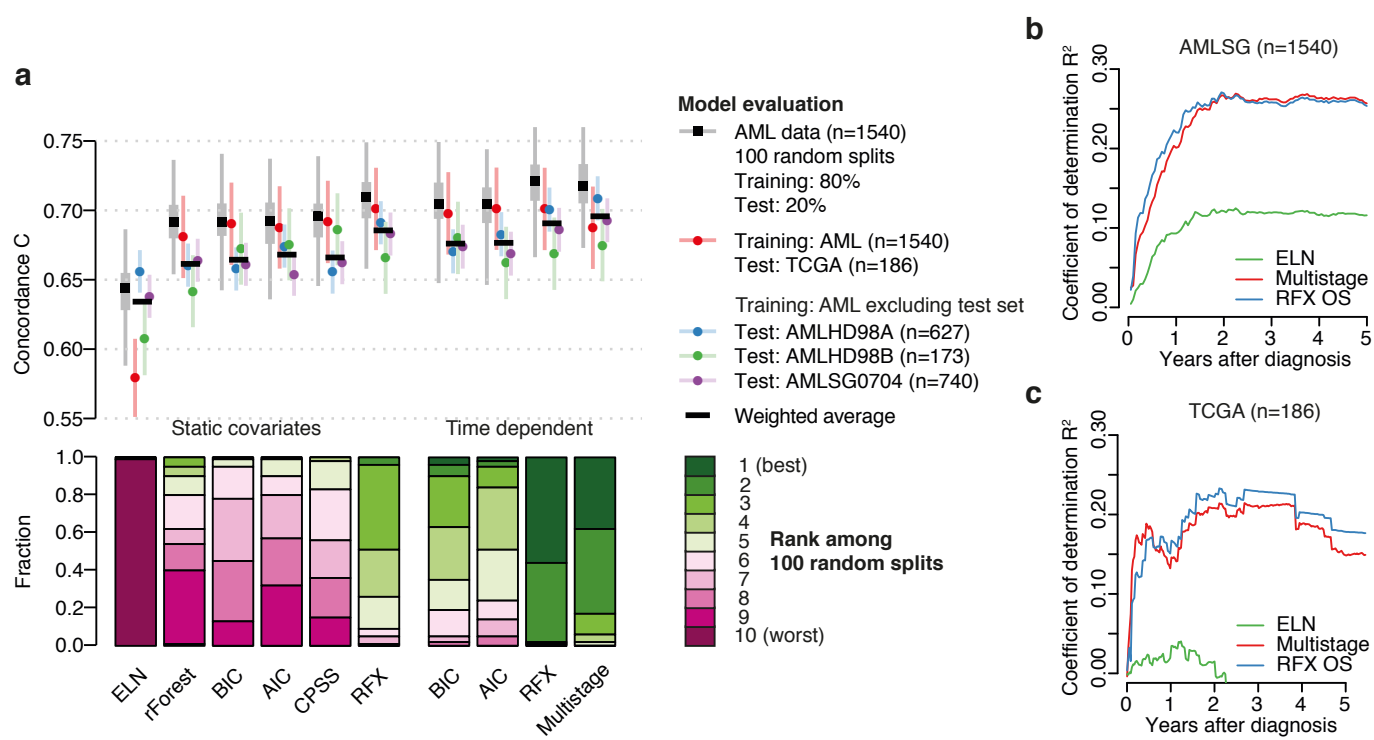 a
Concordance C
0.75
0.70
0.65
0.60
0.55
Static covariates
Time dependent
Fraction
1.0
0.8
0.6
0.4
0.2
0.0
ELN
rForest
BIC
AIC
CPSS
RFX
BIC
AIC
RFX
Multistage
Model evaluation
AML data (n=1540)
100 random splits
Training: 80%
Test: 20%
Training: AML (n=1540)
Test: TCGA (n=186)
Training: AML excluding test set
Test: AMLHD98A (n=627)
Test: AMLHD98B (n=173)
Test: AMLSG0704 (n=740)
Weighted average
1 (best)
2
3
4
5
6
7
8
9
10 (worst)
Rank among
100 random splits
b
AMLSG (n=1540)
Coefficient of determination R²
0.30
0.20
0.10
0.00
ELN
Multistage
RFX OS
0 1 2 3 4 5
Years after diagnosis
c
TCGA (n=186)
Coefficient of determination R²
0.30
0.20
0.10
0.00
ELN
Multistage
RFX OS
0 1 2 3 4 5
Years after diagnosis